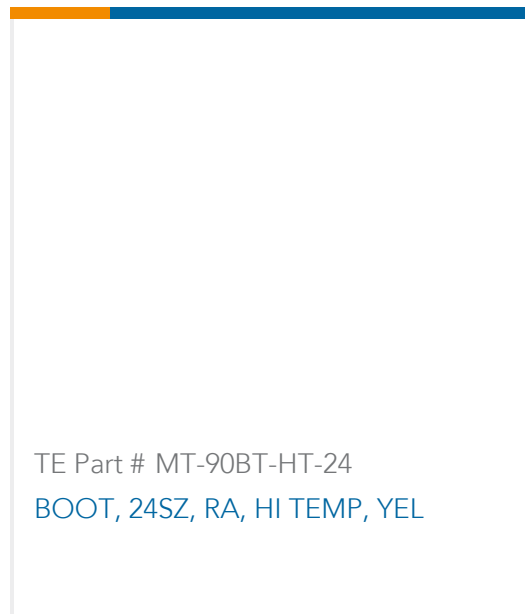 TE Part # MT-90BT-HT-24
BOOT, 24SZ, RA, HI TEMP, YEL